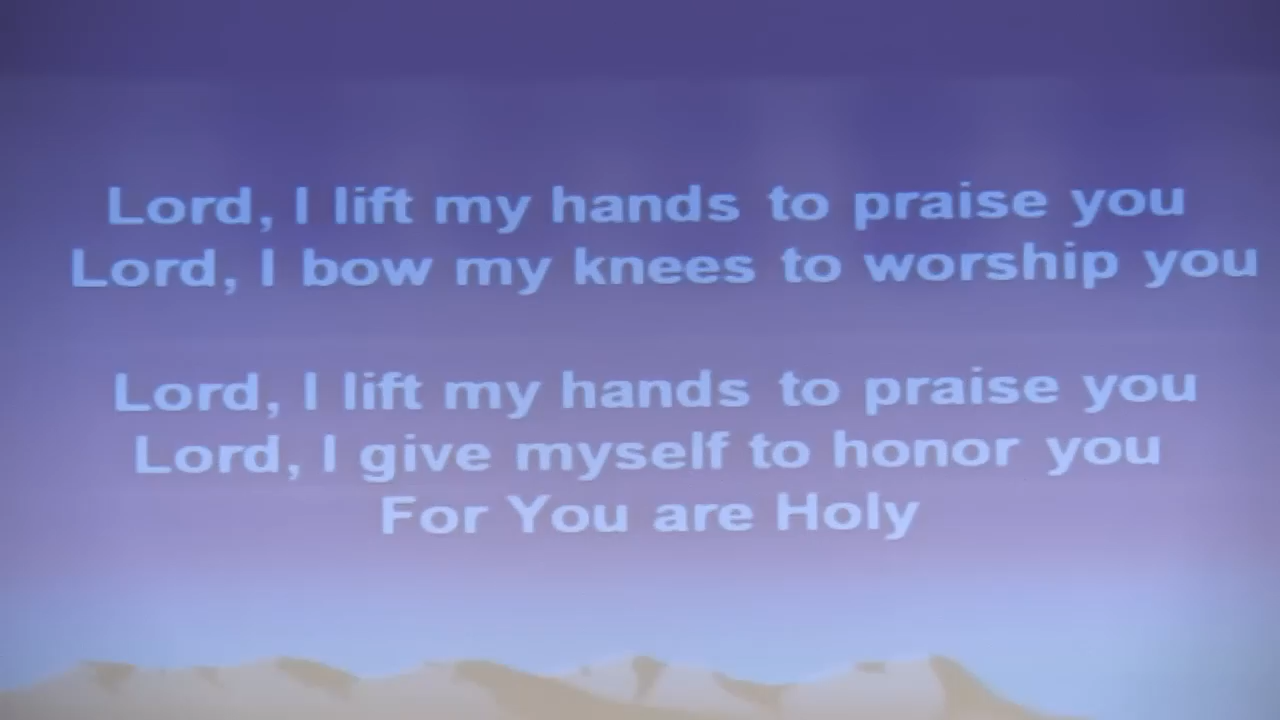 Lord, I lift my hands to praise you
Lord, I bow my knees to worship you
Lord, I lift my hands to praise you
Lord, I give myself to honor you
For You are Holy